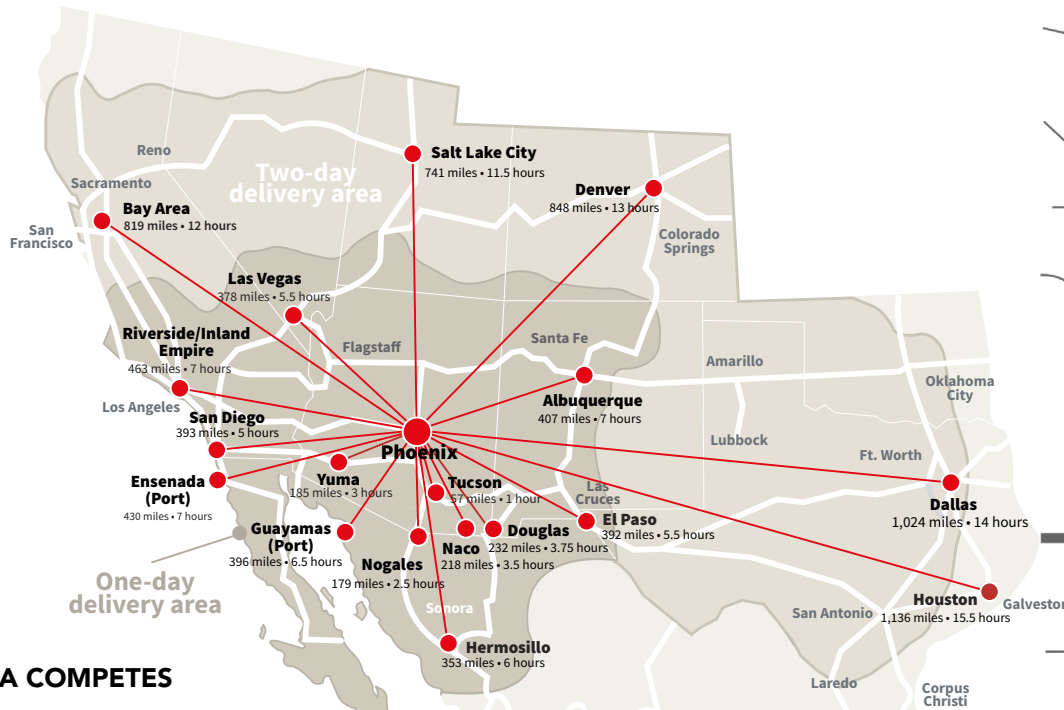 Reno
Sacramento
San
Francisco
Bay Area
819 miles • 12 hours
Two-day
delivery area
Salt Lake City
741 miles • 11.5 hours
Denver
848 miles • 13 hours
Colorado
Springs
Las Vegas
378 miles • 5.5 hours
Riverside/Inland
Empire
463 miles • 7 hours
Los Angeles
Flagstaff
Santa Fe
Amarillo
Oklahoma
City
San Diego
393 miles • 5 hours
Albuquerque
407 miles • 7 hours
Lubbock
Ft. Worth
Phoenix
Ensenada
(Port)
430 miles • 7 hours
Yuma
185 miles • 3 hours
Tucson
57 miles • 1 hour
Las
Cruces
El Paso
392 miles • 5.5 hours
Dallas
1,024 miles • 14 hours
Guayamas
(Port)
396 miles • 6.5 hours
Nogales
179 miles • 2.5 hours
Naco
218 miles • 3.5 hours
Douglas
232 miles • 3.75 hours
One-day
delivery area
Sonora
Hermosillo
353 miles • 6 hours
San Antonio
Houston
1,136 miles • 15.5 hours
Galveston
Laredo
Corpus
Christi
A COMPETES